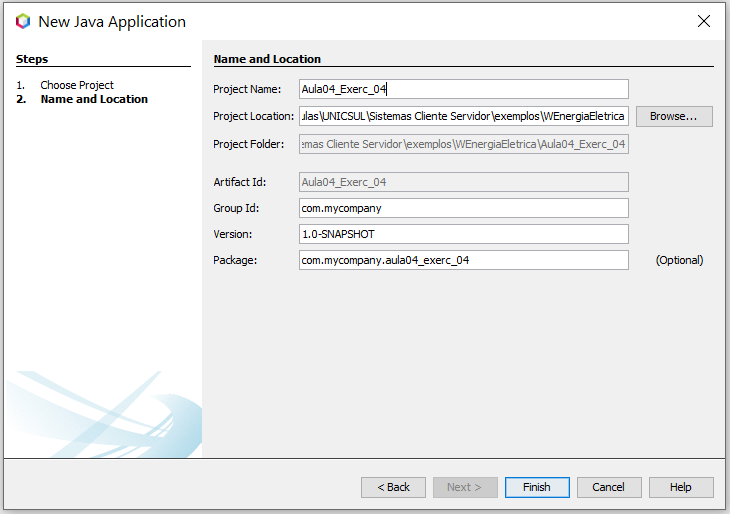 New Java Application
Steps
1. Choose Project
2. Name and Location
Name and Location
Project Name: Aula04_Exerc_04
Project Location: ulas\UNICSUL\Sistemas Cliente Servidor\exemplos\WEnergiaEletrica Browse...
Project Folder: emas Cliente Servidor\exemplos\WEnergiaEletrica\Aula04_Exerc_04
Artifact Id: Aula04_Exerc_04
Group Id: com.mycompany
Version: 1.0-SNAPSHOT
Package: com.mycompany.aula04_exerc_04 (Optional)
< Back Next > Finish Cancel Help